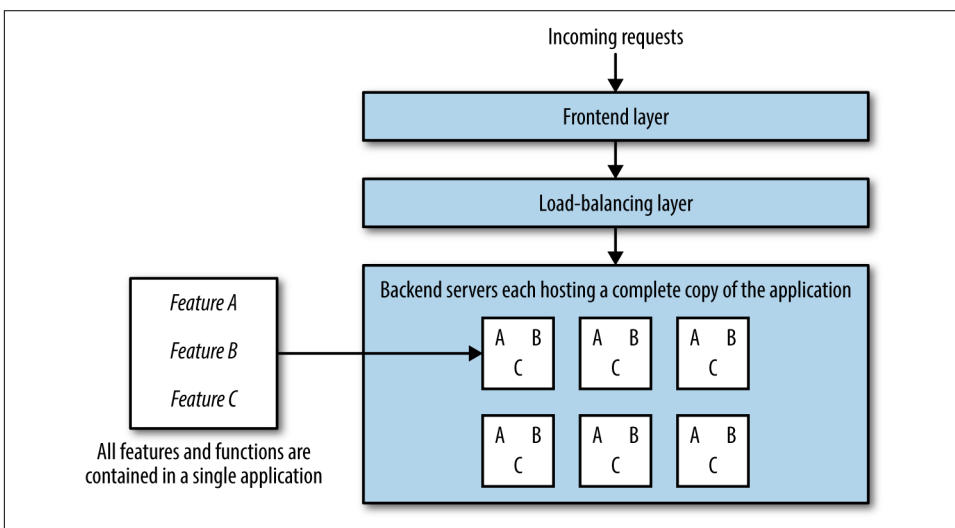 Incoming requests
Frontend layer
Load-balancing layer
Backend servers each hosting a complete copy of the application
Feature A
Feature B
Feature C
A B
C
A B
C
A B
C
A B
C
A B
C
A B
C
All features and functions are
contained in a single application